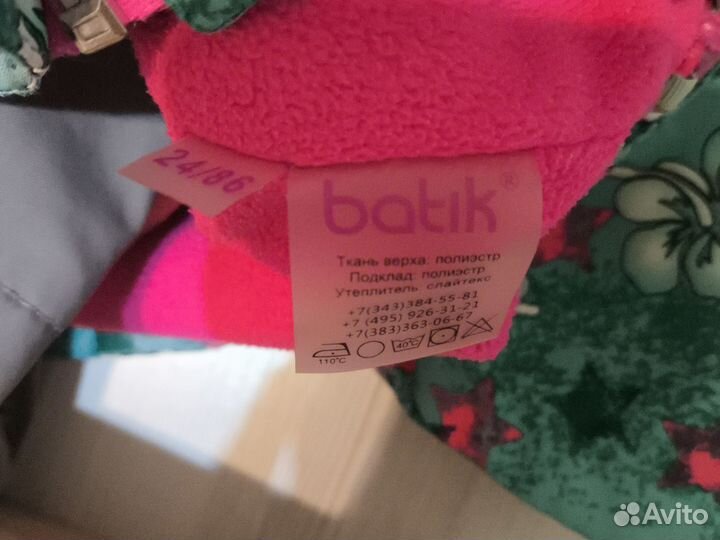 24/86
batik®
Ткань верха: полиэстр
Подклад: полиэстр
Утеплитель: слайтекс
+7(343)384-55-81
+7 (495) 926-31-21
+7(383)363-06-67
110°C
40°C
Avito